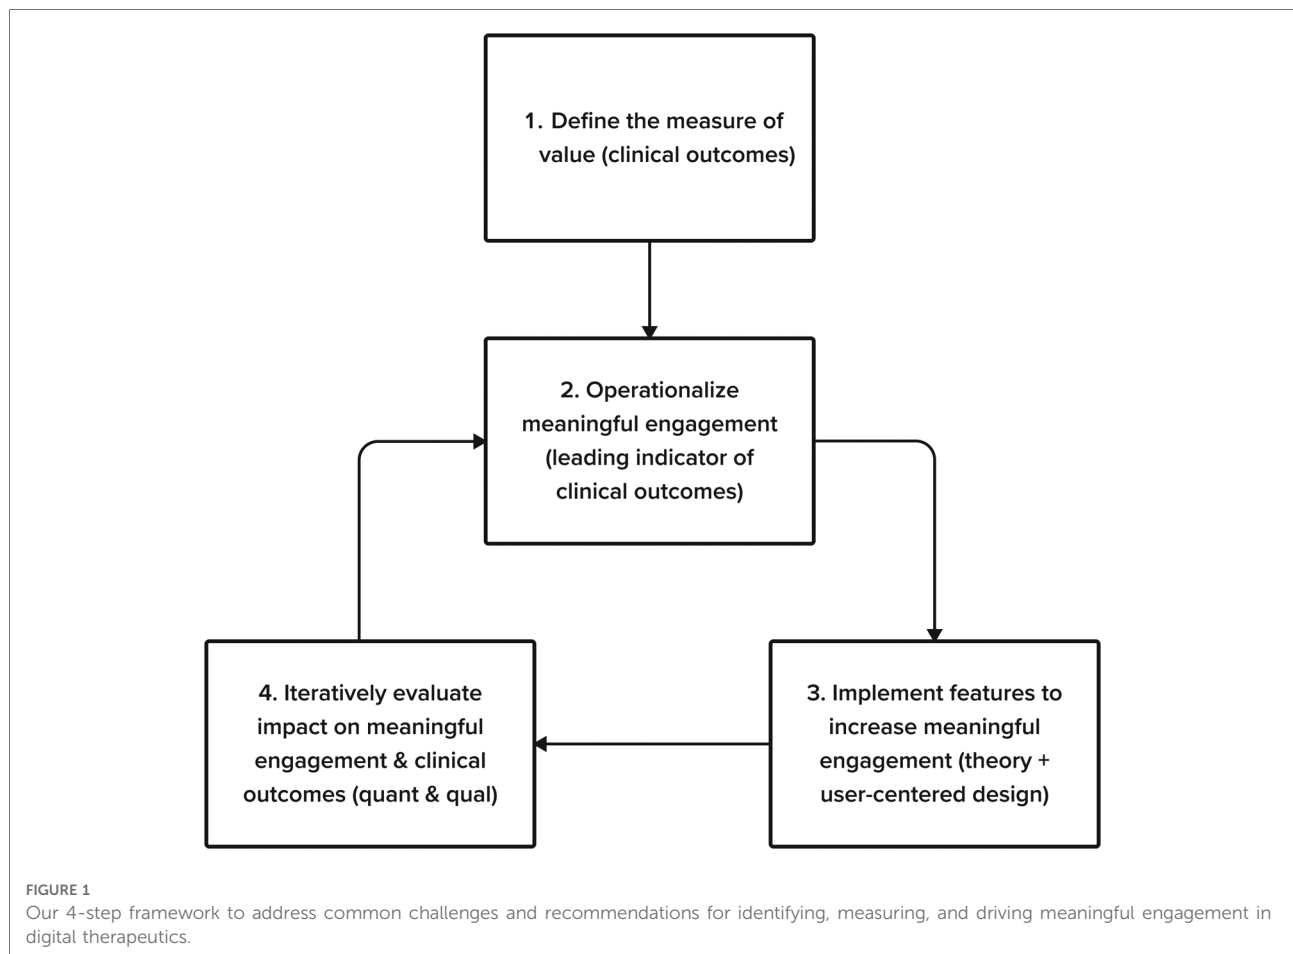 1. Define the measure of
value (clinical outcomes)
2. Operationalize
meaningful engagement
(leading indicator of
clinical outcomes)
4. Iteratively evaluate
impact on meaningful
engagement & clinical
outcomes (quant & qual)
3. Implement features to
increase meaningful
engagement (theory +
user-centered design)
FIGURE 1
Our 4-step framework to address common challenges and recommendations for identifying, measuring, and driving meaningful engagement in
digital therapeutics.